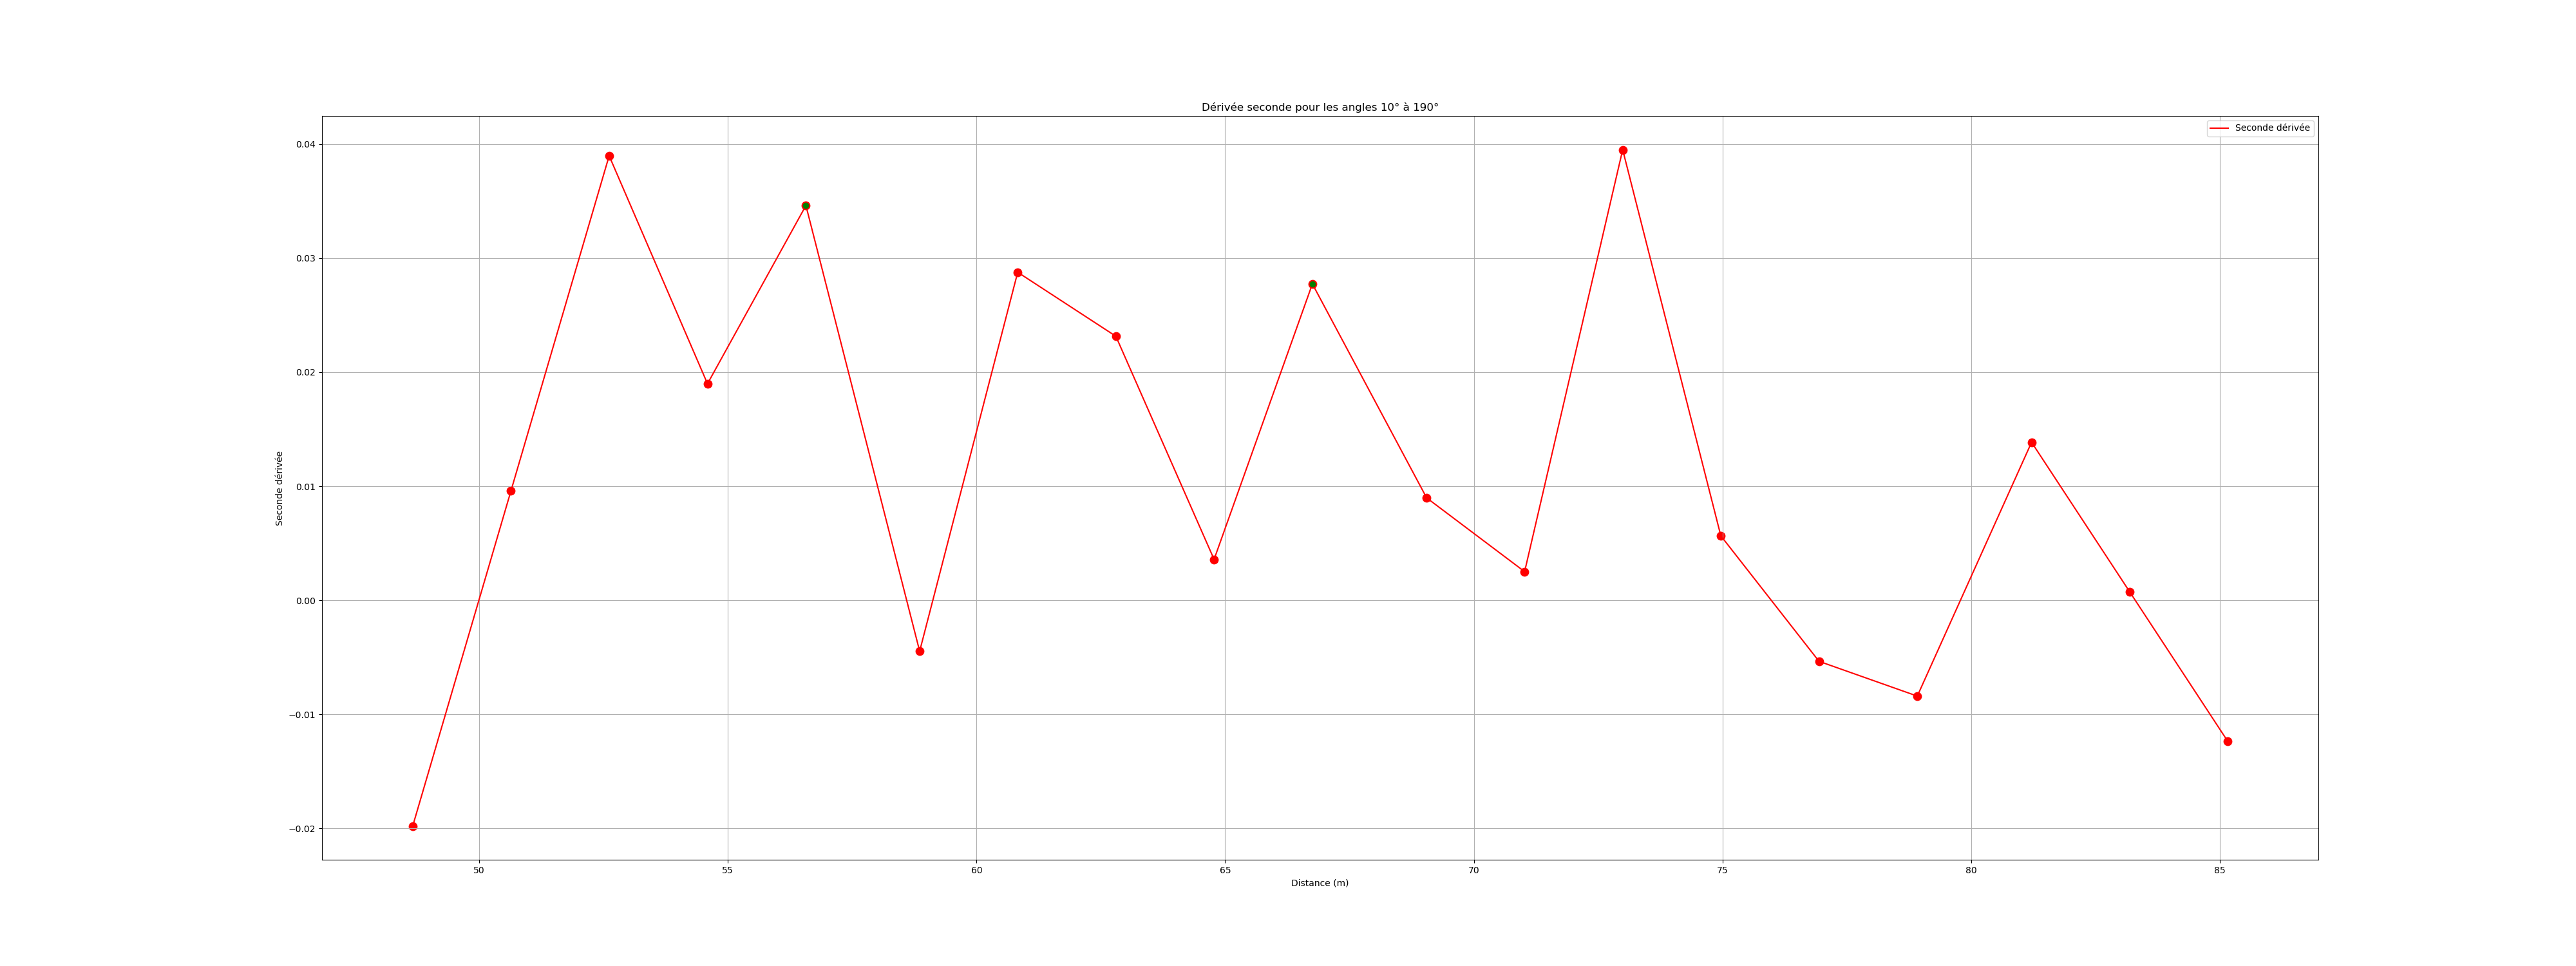 Dérivée seconde pour les angles 10° à 190°
Seconde dérivée
0.04
0.03
0.02
0.01
0.00
−0.01
−0.02
Seconde dérivée
50 55 60 65 70 75 80 85
Distance (m)